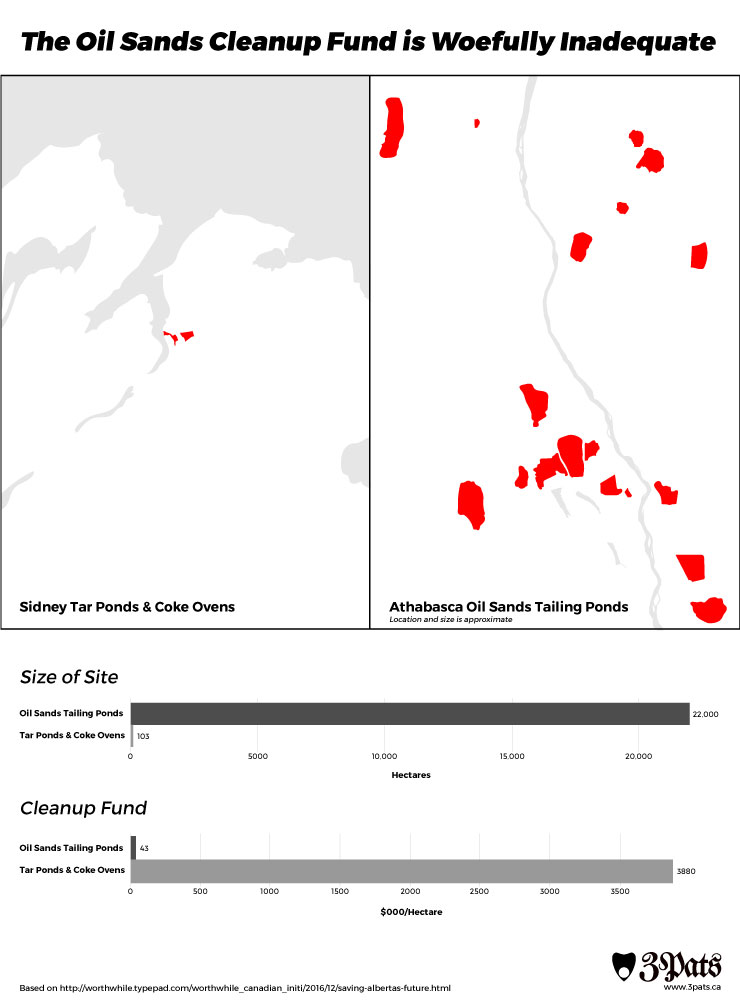 The Oil Sands Cleanup Fund is Woefully Inadequate
Sidney Tar Ponds & Coke Ovens
Athabasca Oil Sands Tailing Ponds
Location and size is approximate
Size of Site
Oil Sands Tailing Ponds
22,000
Tar Ponds & Coke Ovens
103
0 5000 10,000 15,000 20,000
Hectares
Cleanup Fund
Oil Sands Tailing Ponds
43
Tar Ponds & Coke Ovens
3880
0 500 1000 1500 2000 2500 3000 3500
$000/Hectare
3Pats
www.3pats.ca
Based on http://worthwhile.typepad.com/worthwhile_canadian_initi/2016/12/saving-albertas-future.html